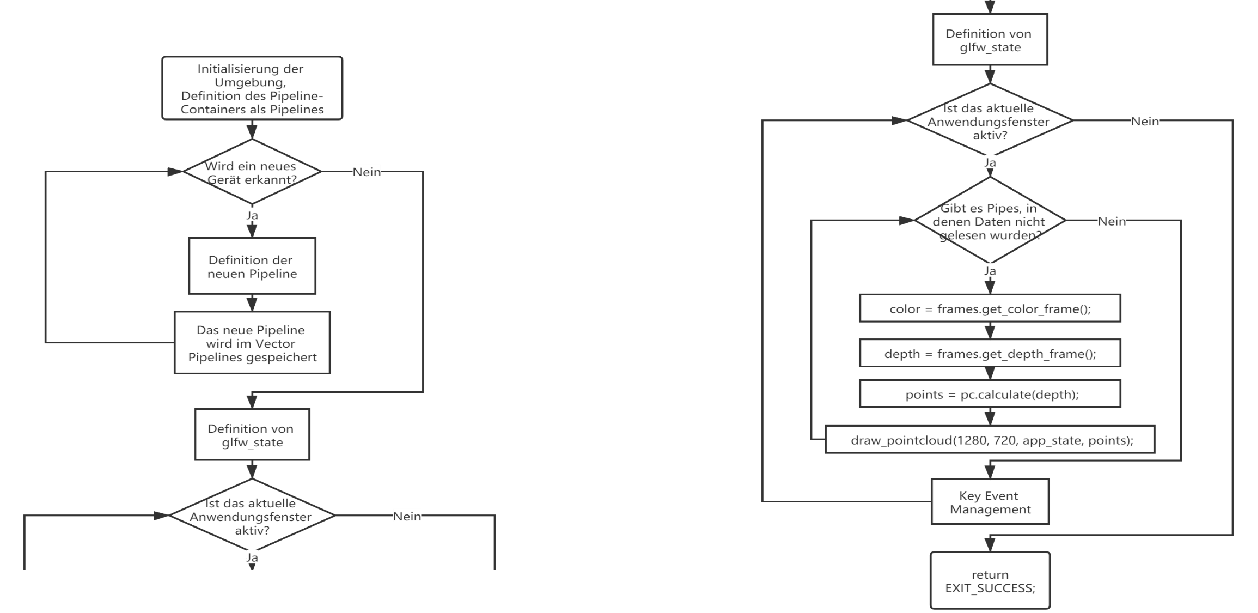 Initialisierung der
Umgebung,
Definition des Pipeline-
Containers als Pipelines
Wird ein neues
Gerät erkannt?
Nein
Ja
Definition der
neuen Pipeline
Das neue Pipeline
wird im Vector
Pipelines gespeichert
Definition von
glfw_state
Ist das aktuelle
Anwendungsfenster
aktiv?
Nein
Ja
Definition von
glfw_state
Ist das aktuelle
Anwendungsfenster
aktiv?
Nein
Ja
Gibt es Pipes, in
denen Daten nicht
gelesen wurden?
Nein
Ja
color = frames.get_color_frame();
depth = frames.get_depth_frame();
points = pc.calculate(depth);
draw_pointcloud(1280, 720, app_state, points);
Key Event
Management
return
EXIT_SUCCESS;